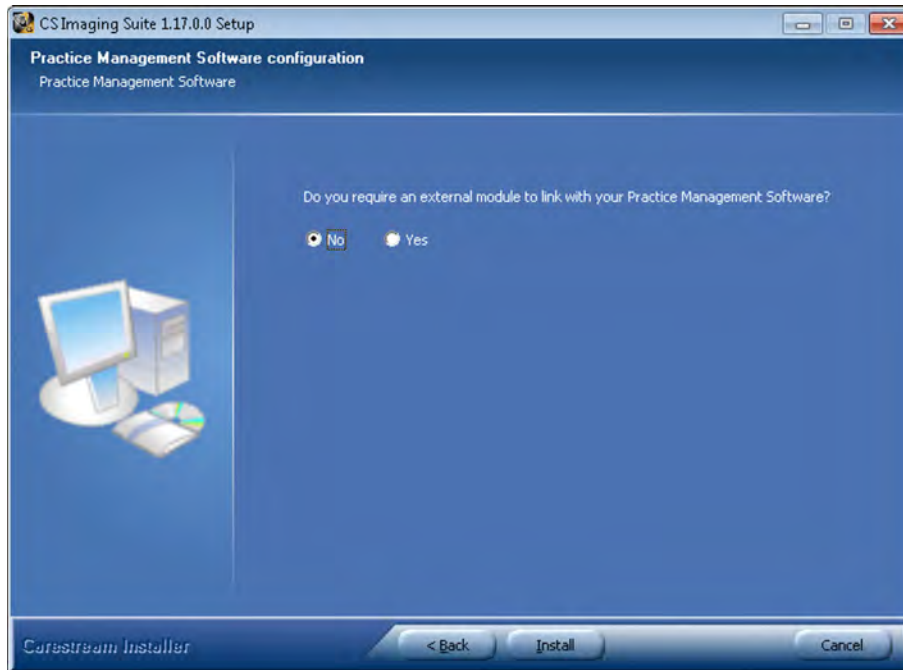 CS Imaging Suite 1.17.0.0 Setup
Practice Management Software configuration
Practice Management Software
Do you require an external module to link with your Practice Management Software?
No Yes
Carestream Installer
< Back Install Cancel